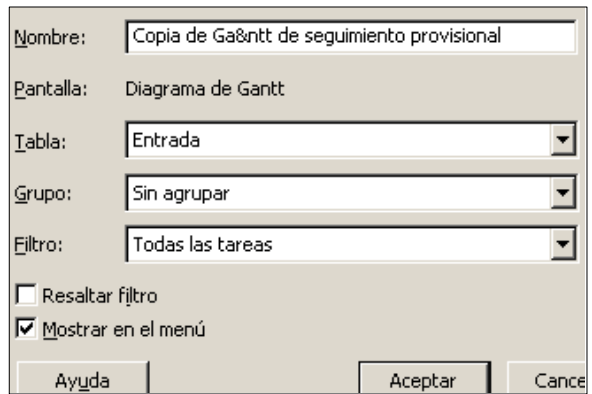 Nombre: Copia de Ga&ntt de seguimiento provisional
Pantalla: Diagrama de Gantt
Tabla: Entrada
Grupo: Sin agrupar
Filtro: Todas las tareas
Resaltar filtro
Mostrar en el menú
Ayuda Aceptar Cance